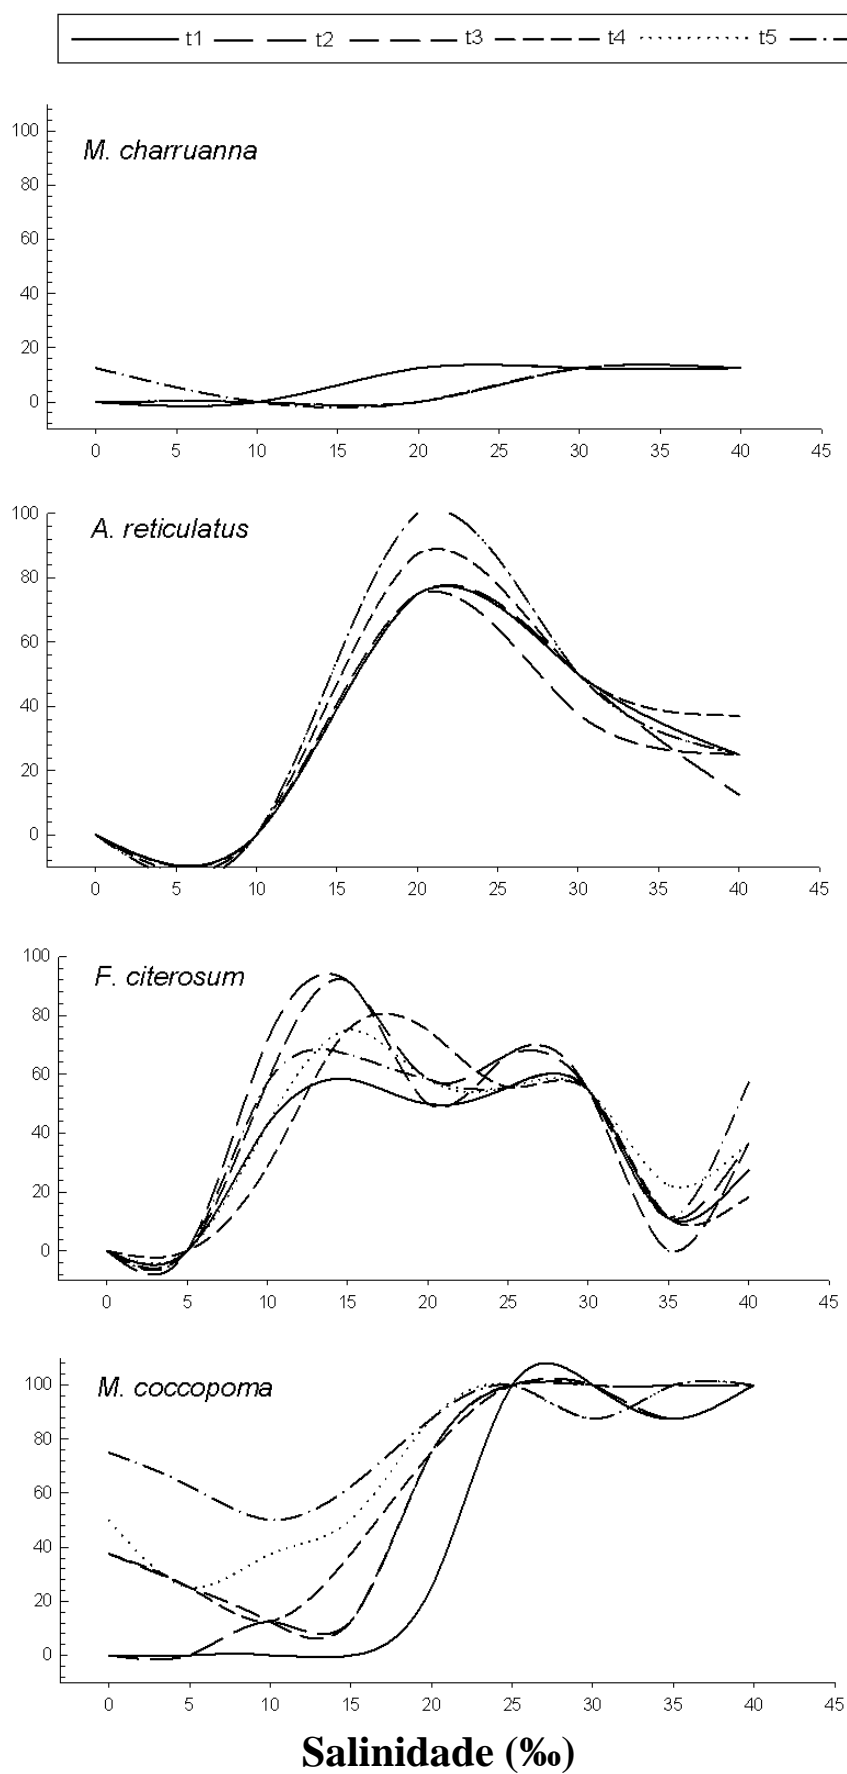 t1 t2 t3 t4 t5
M. charruanna
100
80
60
40
20
0
0 5 10 15 20 25 30 35 40 45
A. reticulatus
100
80
60
40
20
0
0 5 10 15 20 25 30 35 40 45
F. citerosum
100
80
60
40
20
0
0 5 10 15 20 25 30 35 40 45
M. coccopoma
100
80
60
40
20
0
0 5 10 15 20 25 30 35 40 45
Salinidade (‰)